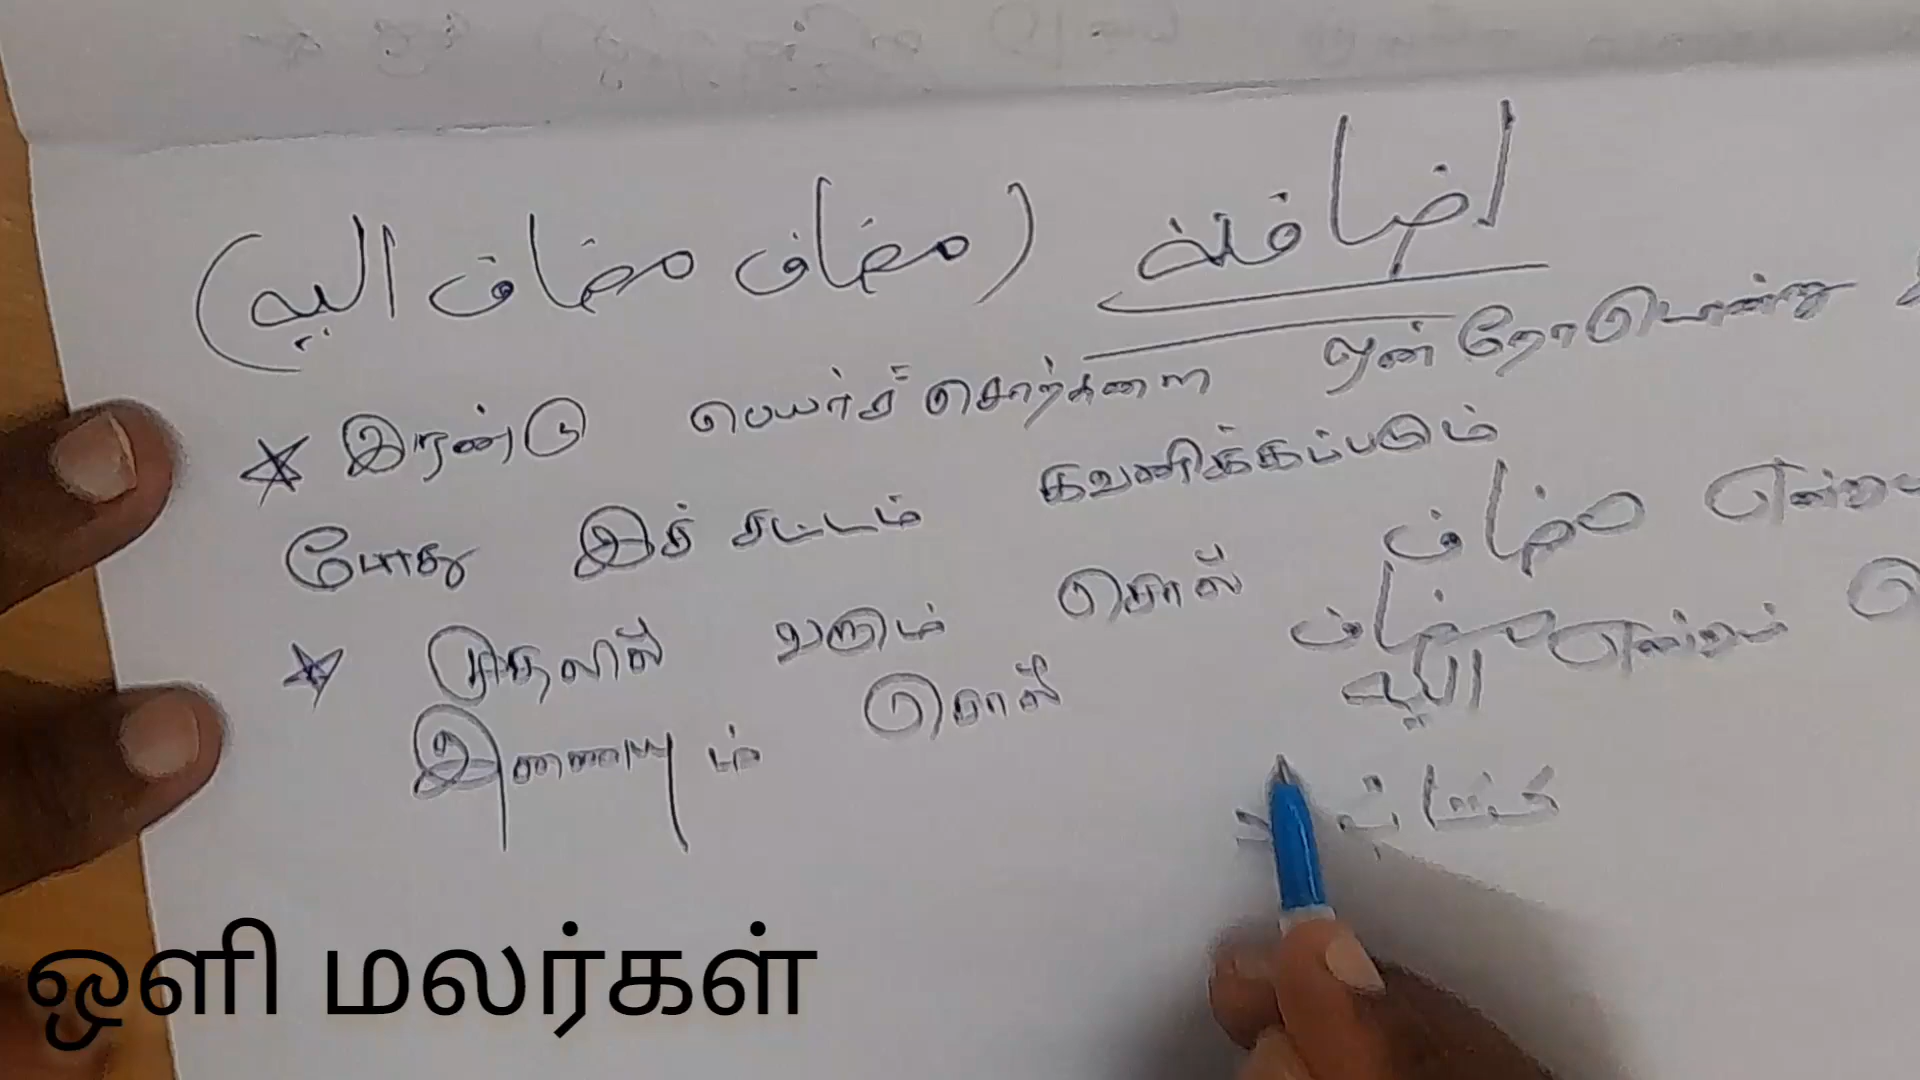 اضافة (مضاف مضاف اليه)
* இரண்டு பெயர்ச் சொற்களை ஒன்றோடொன்று
போது இச் சட்டம் கவனிக்கப்படும்
* முதலில் வரும் சொல் مضاف என்றும்
இணையும் சொல் مضاف اليه என்றும்
ஒளி மலர்கள்